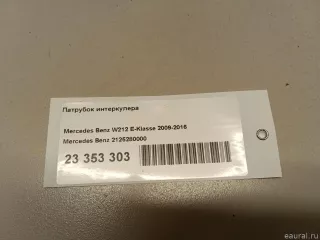 Патрубок интеркулера
Mercedes Benz W212 E-Klasse 2009-2016
Mercedes Benz 2125280000
23 353 303
eaural.ru